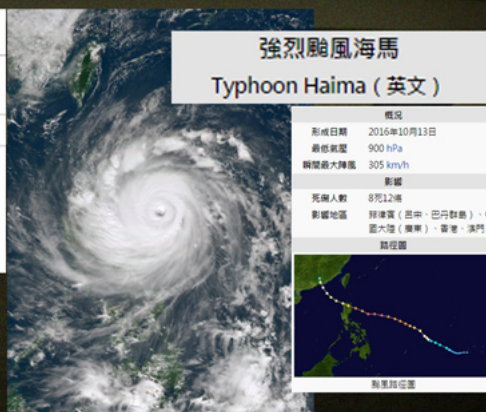 強烈颱風海馬
Typhoon Haima（英文）
概況
形成日期 2016年10月13日
最低氣壓 900 hPa
瞬間最大陣風 305 km/h
影響
死傷人數 8死12傷
影響地區 菲律賓（呂宋、巴丹群島）、
國大陸（廣東）、香港、澳門
路徑圖
颱風路徑圖